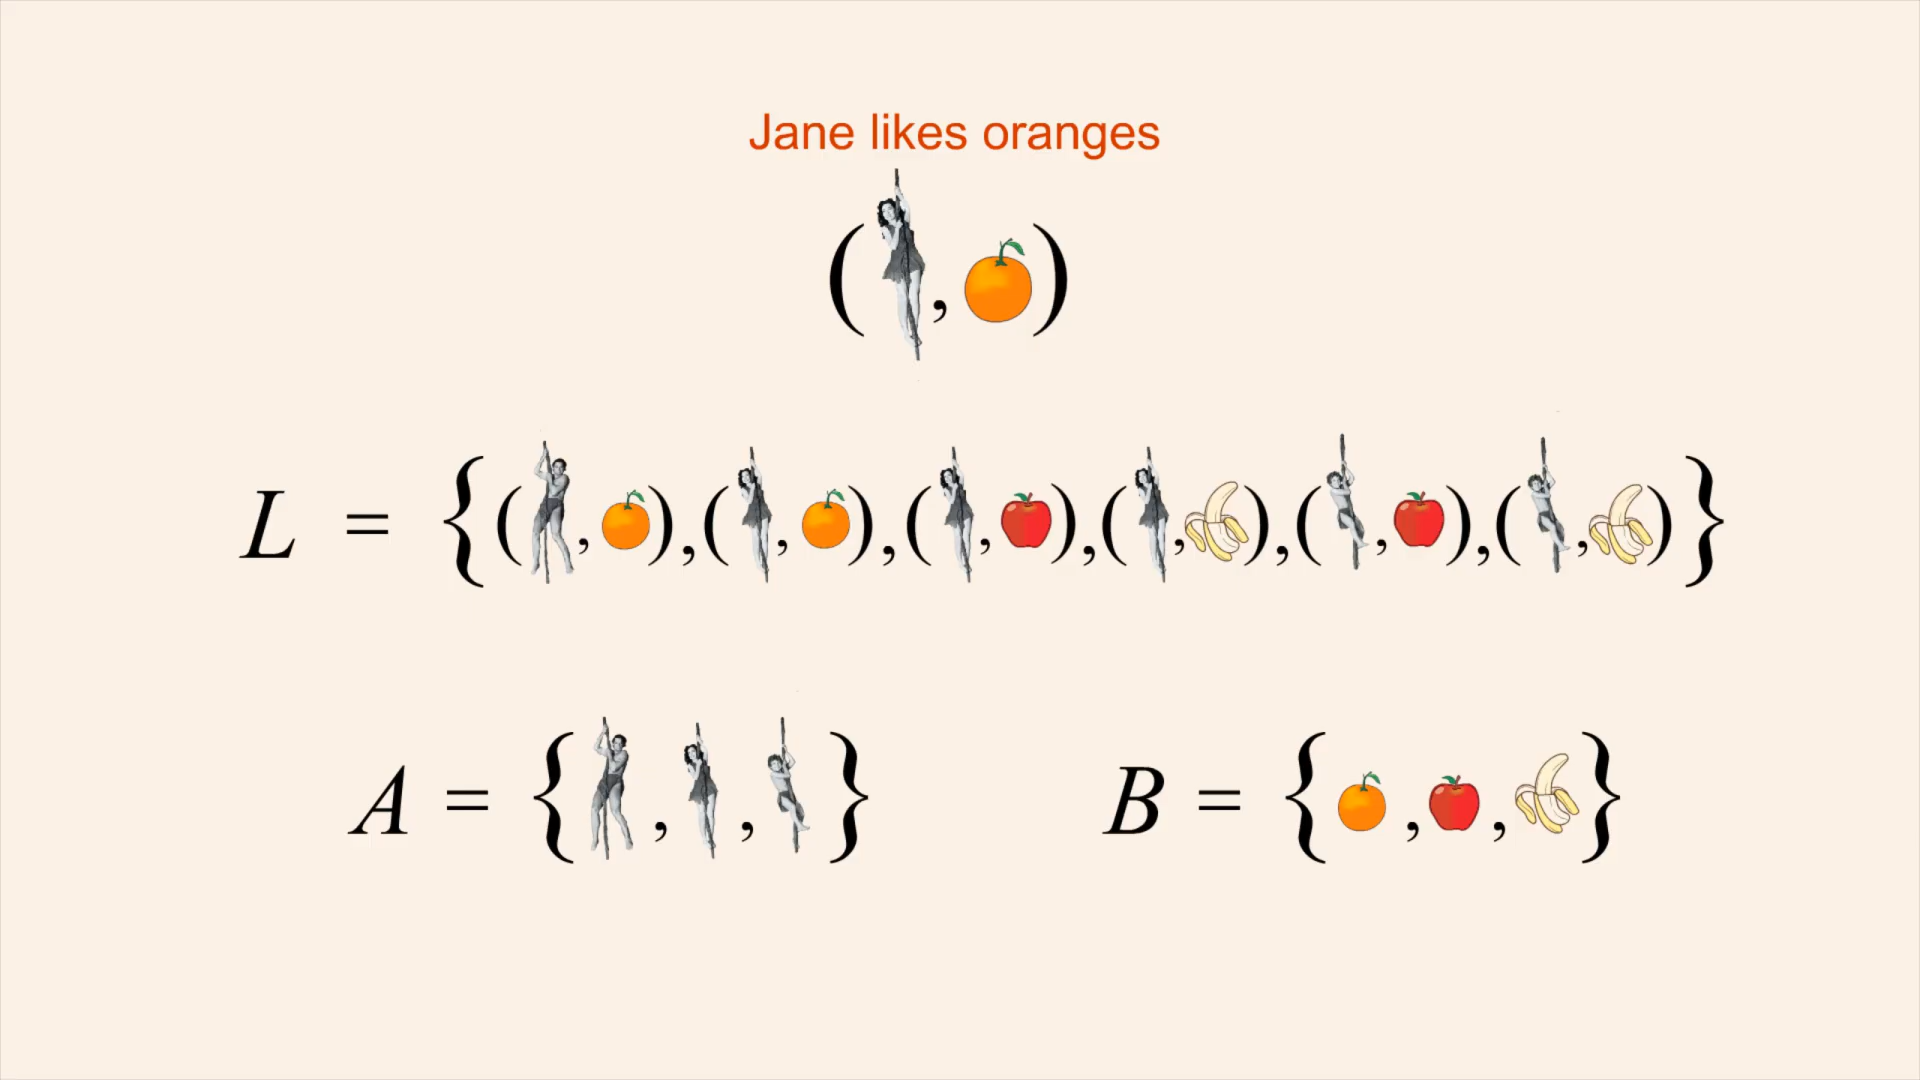 Jane likes oranges
( , )
L = {( , ),( , ),( , ),( , ),( , ),( , )}
A = { , , }
B = { , , }